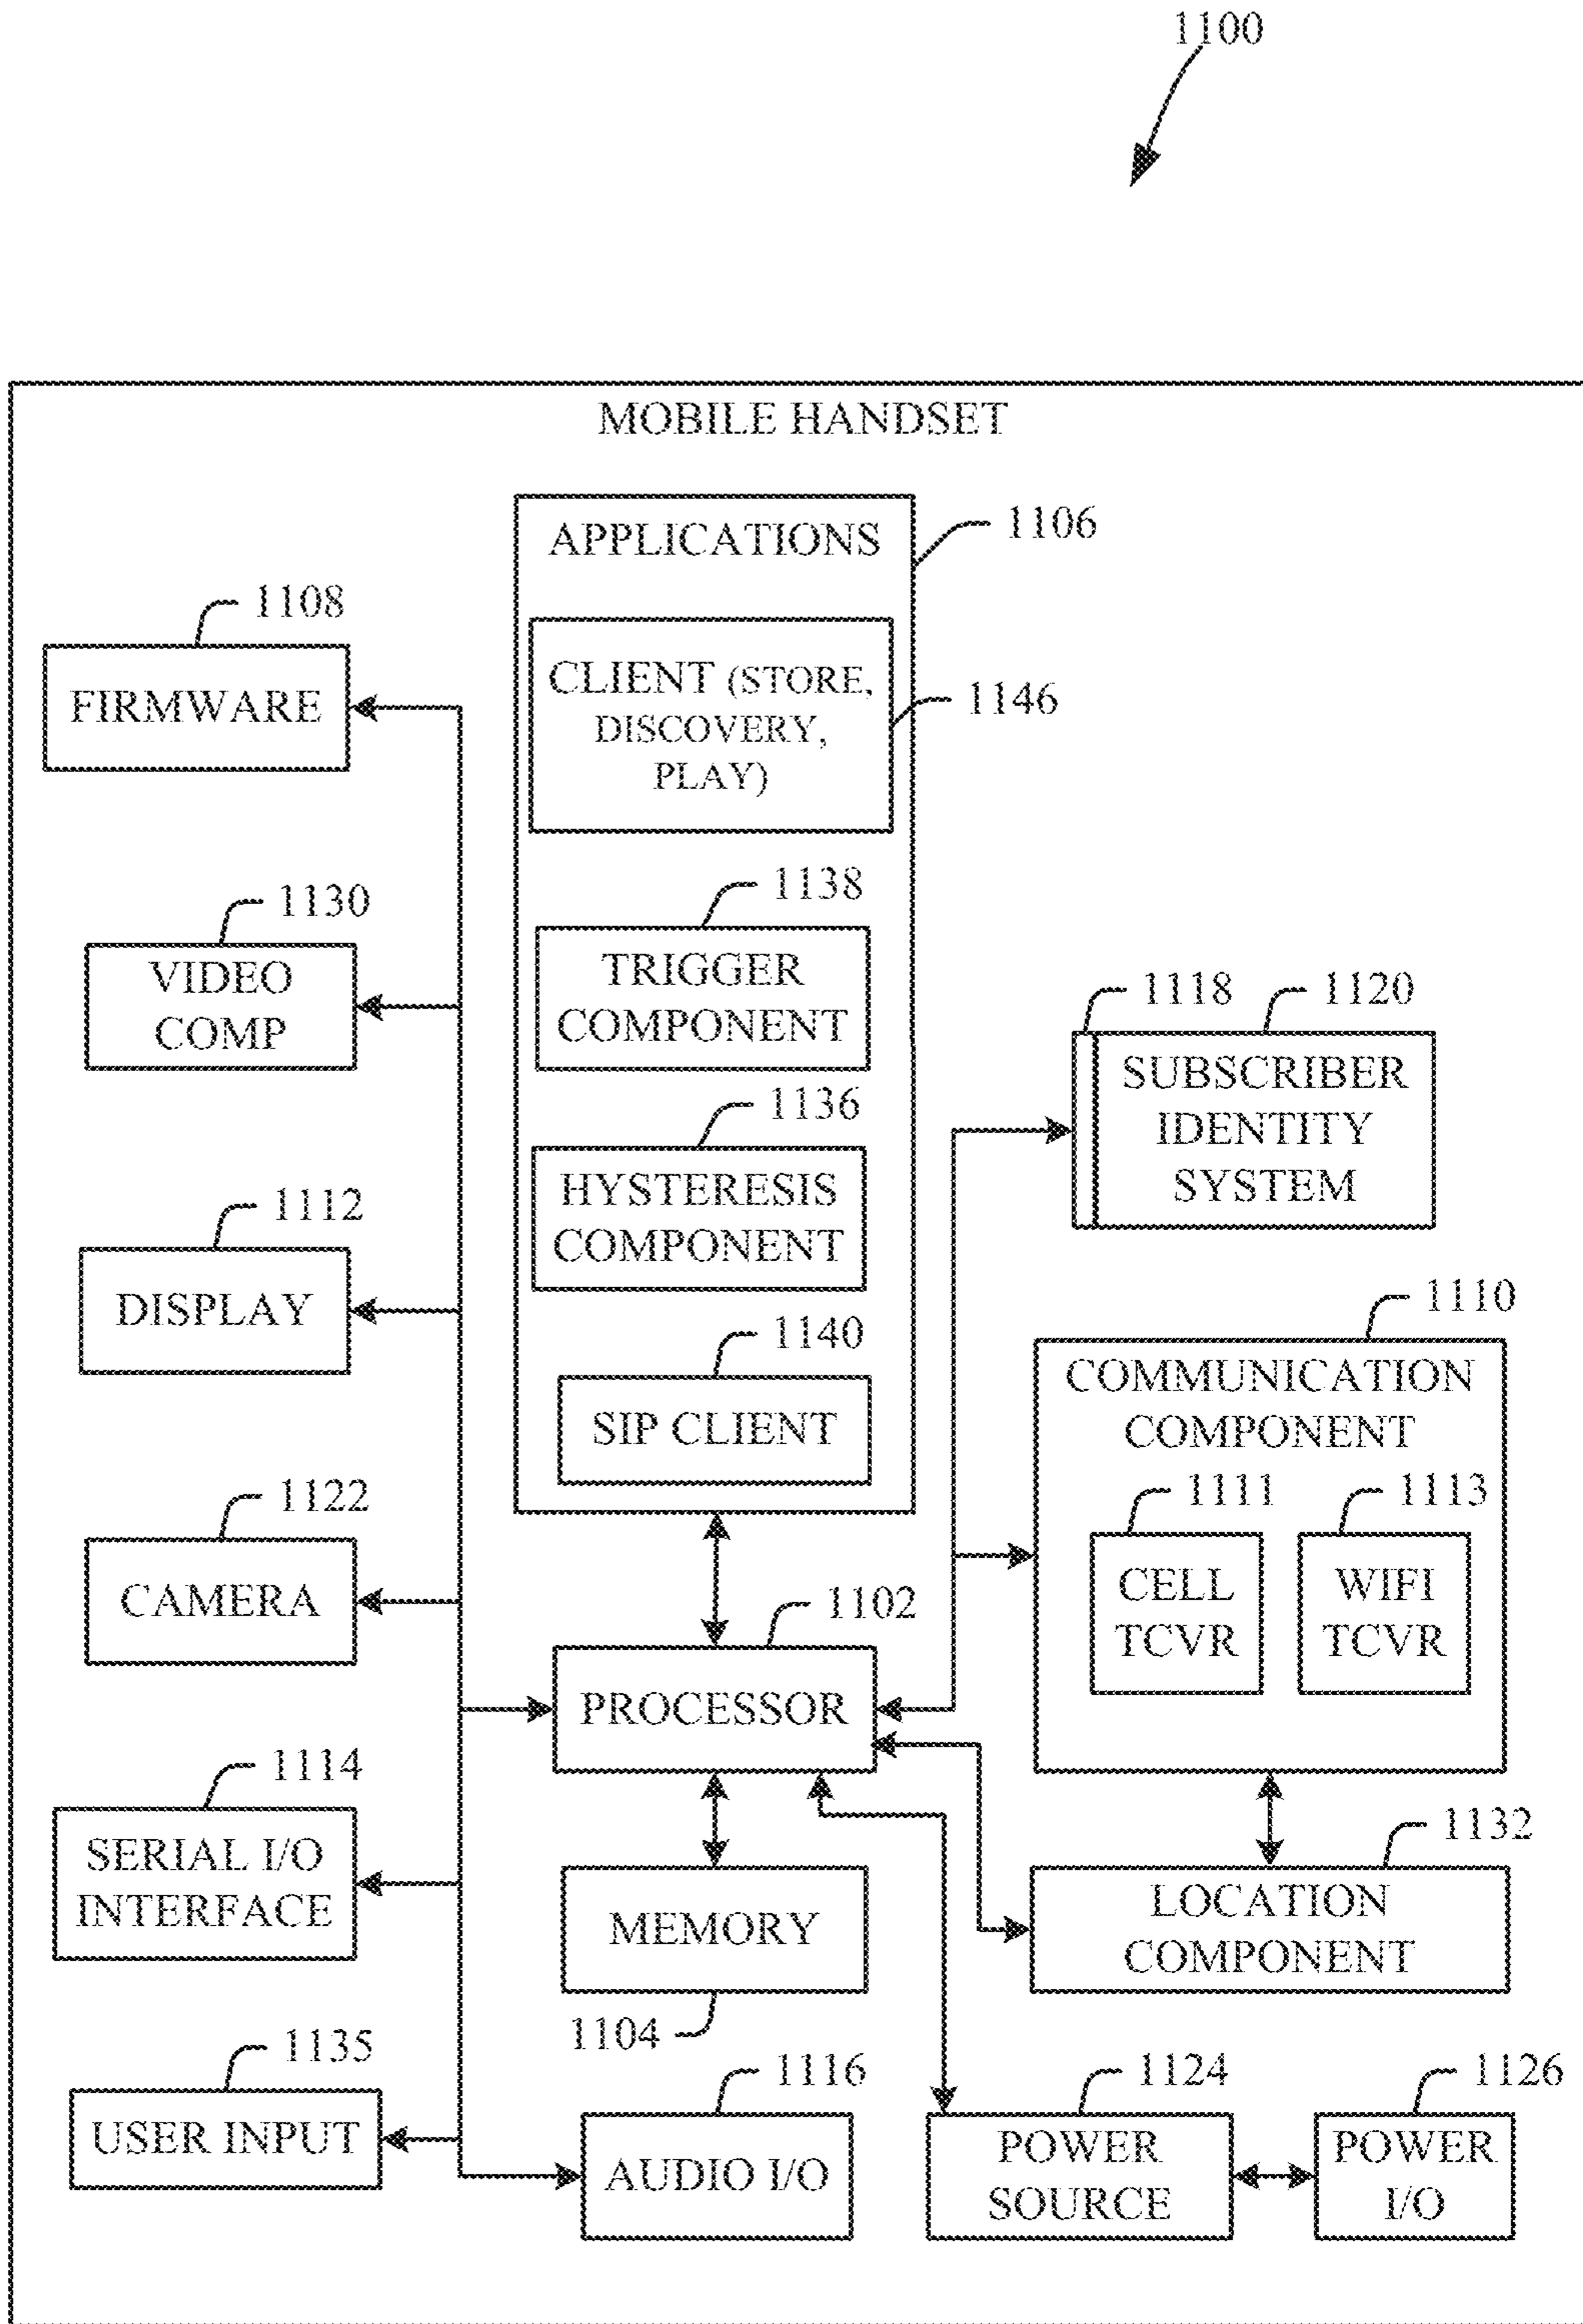 1100
MOBILE HANDSET
APPLICATIONS
1106
1108
FIRMWARE
CLIENT (STORE,
DISCOVERY,
PLAY)
1146
1130
VIDEO
COMP
1138
TRIGGER
COMPONENT
1118
1120
SUBSCRIBER
IDENTITY
SYSTEM
1136
HYSTERESIS
COMPONENT
1112
DISPLAY
1140
SIP CLIENT
1110
COMMUNICATION
COMPONENT
1111
CELL
TCVR
1113
WIFI
TCVR
1122
CAMERA
1102
PROCESSOR
1114
SERIAL I/O
INTERFACE
MEMORY
1104
1132
LOCATION
COMPONENT
1135
USER INPUT
1116
AUDIO I/O
1124
POWER
SOURCE
1126
POWER
I/O